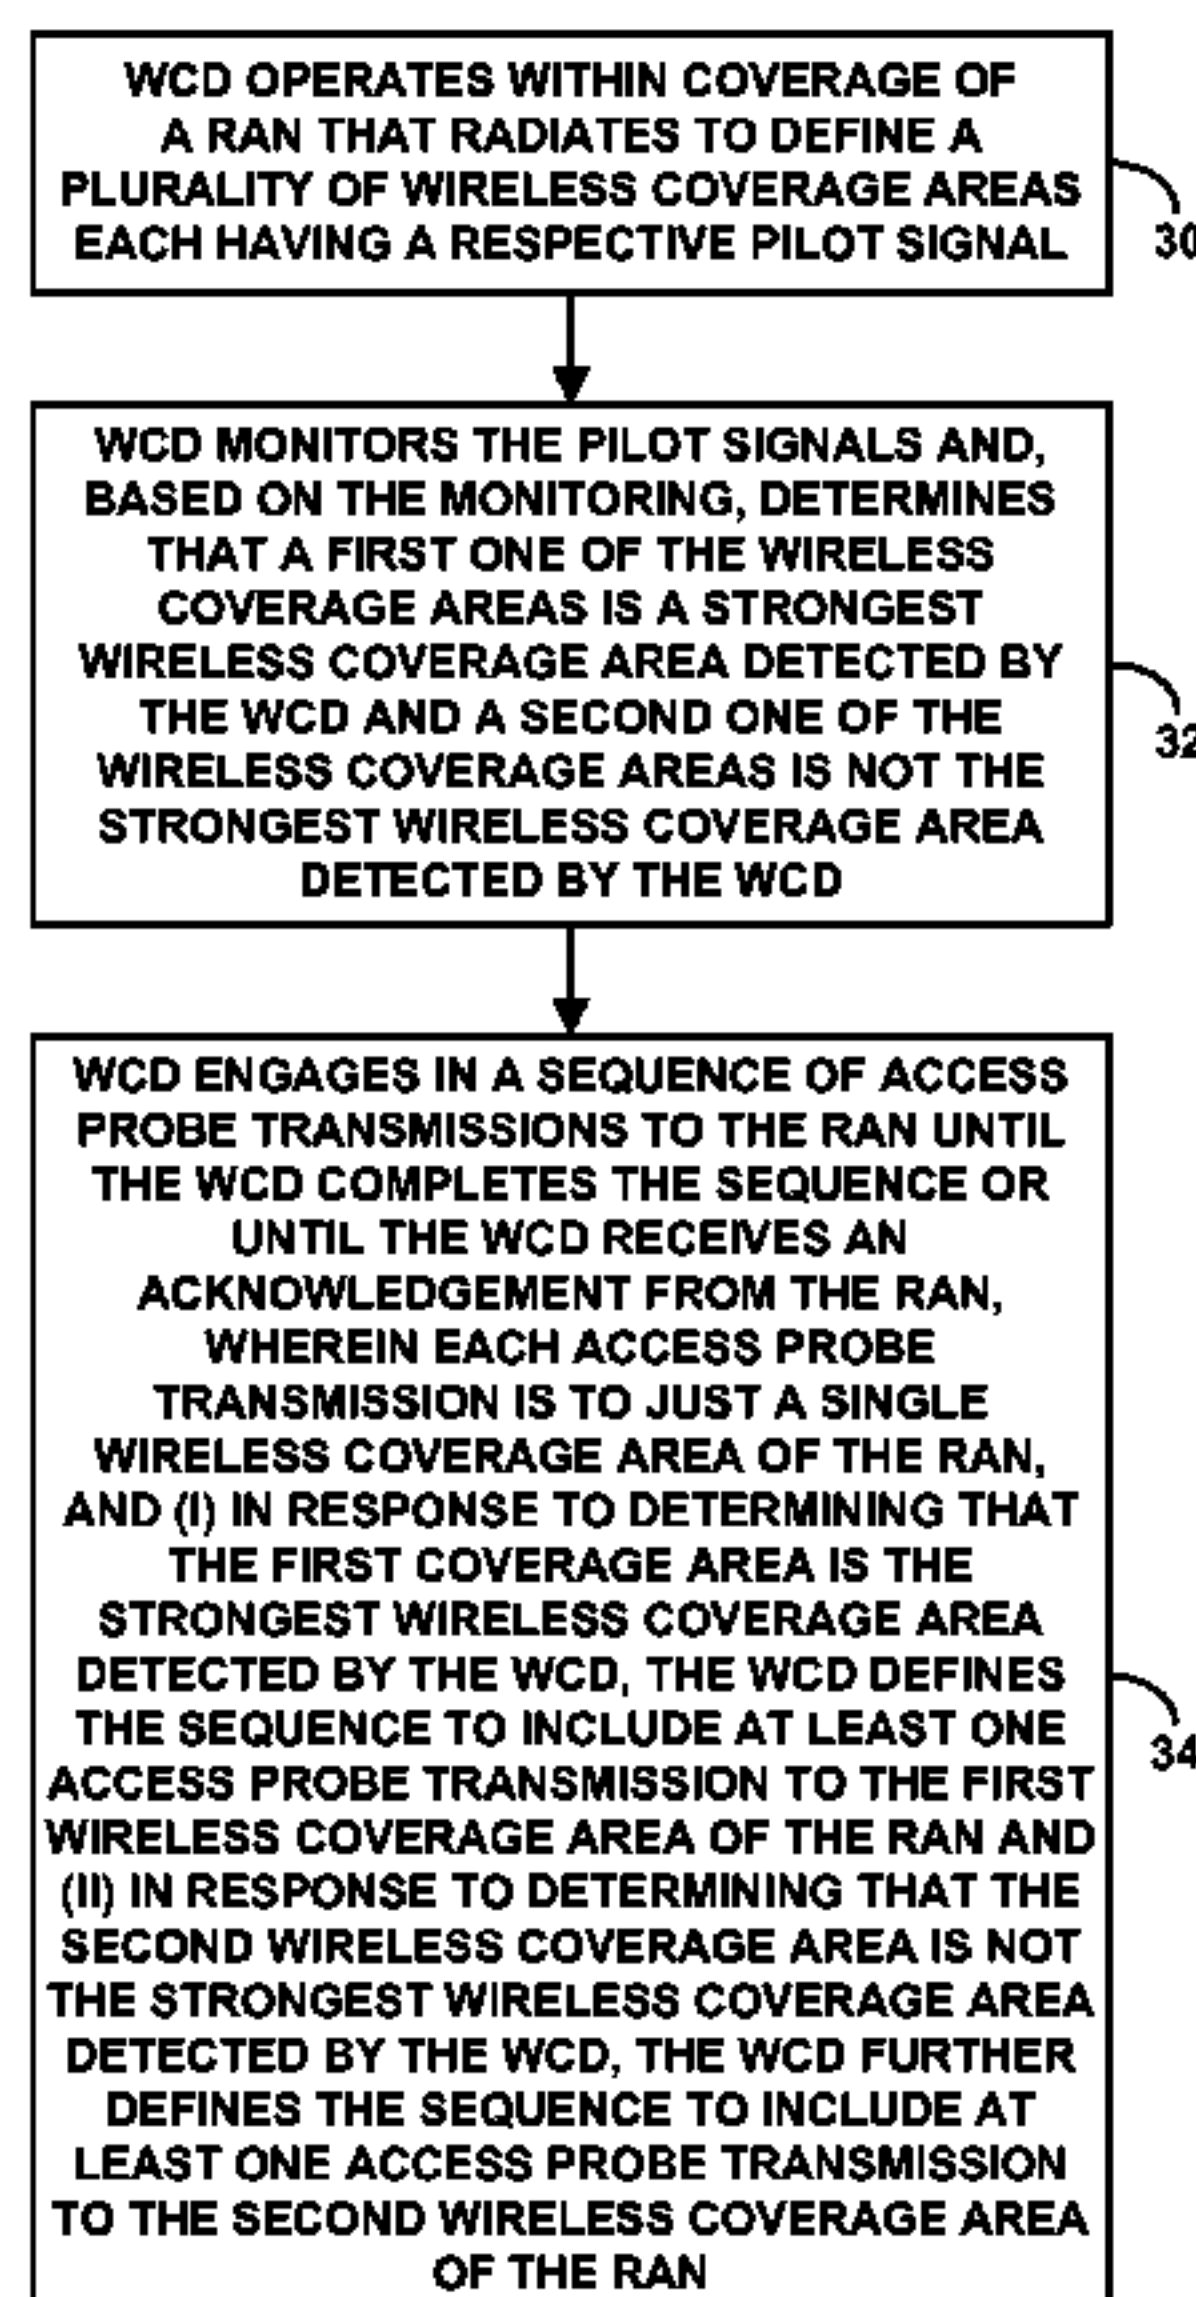 WCD OPERATES WITHIN COVERAGE OF
A RAN THAT RADIATES TO DEFINE A
PLURALITY OF WIRELESS COVERAGE AREAS
EACH HAVING A RESPECTIVE PILOT SIGNAL
30
WCD MONITORS THE PILOT SIGNALS AND,
BASED ON THE MONITORING, DETERMINES
THAT A FIRST ONE OF THE WIRELESS
COVERAGE AREAS IS A STRONGEST
WIRELESS COVERAGE AREA DETECTED BY
THE WCD AND A SECOND ONE OF THE
WIRELESS COVERAGE AREAS IS NOT THE
STRONGEST WIRELESS COVERAGE AREA
DETECTED BY THE WCD
32
WCD ENGAGES IN A SEQUENCE OF ACCESS
PROBE TRANSMISSIONS TO THE RAN UNTIL
THE WCD COMPLETES THE SEQUENCE OR
UNTIL THE WCD RECEIVES AN
ACKNOWLEDGEMENT FROM THE RAN,
WHEREIN EACH ACCESS PROBE
TRANSMISSION IS TO JUST A SINGLE
WIRELESS COVERAGE AREA OF THE RAN,
AND (I) IN RESPONSE TO DETERMINING THAT
THE FIRST COVERAGE AREA IS THE
STRONGEST WIRELESS COVERAGE AREA
DETECTED BY THE WCD, THE WCD DEFINES
THE SEQUENCE TO INCLUDE AT LEAST ONE
ACCESS PROBE TRANSMISSION TO THE FIRST
WIRELESS COVERAGE AREA OF THE RAN AND
(II) IN RESPONSE TO DETERMINING THAT THE
SECOND WIRELESS COVERAGE AREA IS NOT
THE STRONGEST WIRELESS COVERAGE AREA
DETECTED BY THE WCD, THE WCD FURTHER
DEFINES THE SEQUENCE TO INCLUDE AT
LEAST ONE ACCESS PROBE TRANSMISSION
TO THE SECOND WIRELESS COVERAGE AREA
OF THE RAN
34